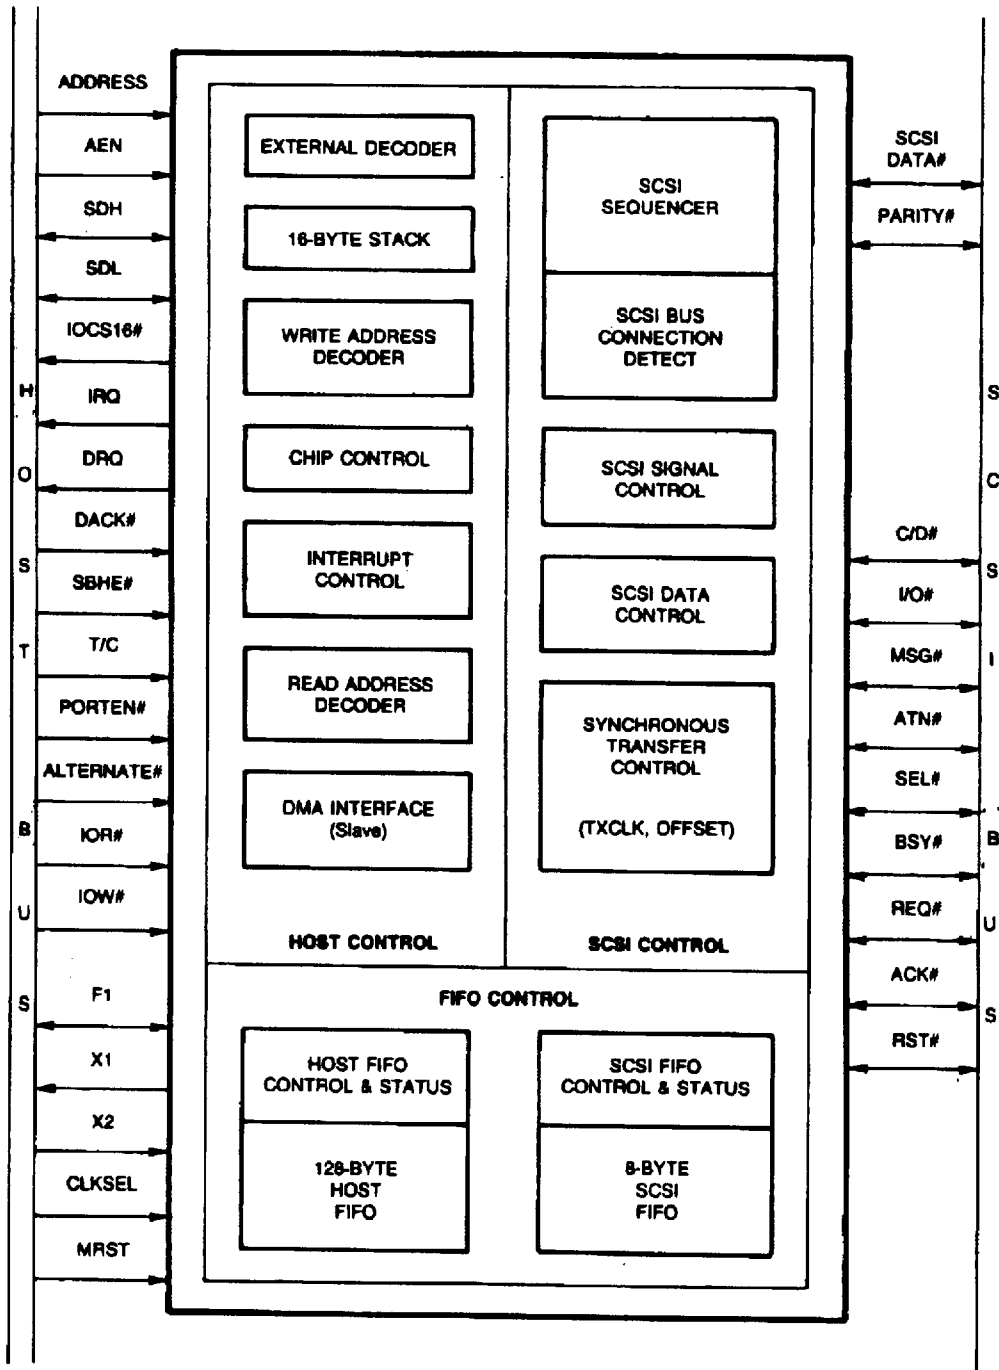 ADDRESS
AEN
SDH
SDL
IOCS16#
IRQ
DRQ
DACK#
SBHE#
T/C
PORTEN#
ALTERNATE#
IOR#
IOW#
F1
X1
X2
CLKSEL
MRST
HOST BUS
EXTERNAL DECODER
16-BYTE STACK
WRITE ADDRESS
DECODER
CHIP CONTROL
INTERRUPT
CONTROL
READ ADDRESS
DECODER
DMA INTERFACE
(Slave)
HOST CONTROL
SCSI
SEQUENCER
SCSI BUS
CONNECTION
DETECT
SCSI SIGNAL
CONTROL
SCSI DATA
CONTROL
SYNCHRONOUS
TRANSFER
CONTROL
(TXCLK, OFFSET)
SCSI CONTROL
FIFO CONTROL
HOST FIFO
CONTROL & STATUS
128-BYTE
HOST
FIFO
SCSI FIFO
CONTROL & STATUS
8-BYTE
SCSI
FIFO
SCSI
DATA#
PARITY#
C/D#
I/O#
MSG#
ATN#
SEL#
BSY#
REQ#
ACK#
RST#
SCSI BUS